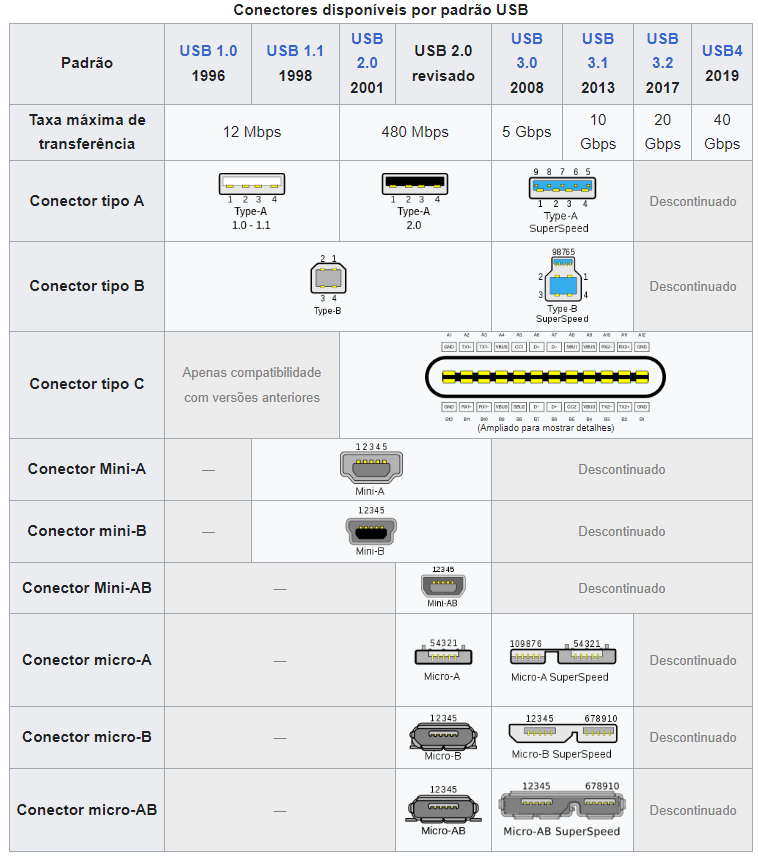 Conectores disponíveis por padrão USB
Padrão
USB 1.0
1996
USB 1.1
1998
USB
2.0
2001
USB 2.0
revisado
USB
3.0
2008
USB
3.1
2013
USB
3.2
2017
USB4
2019
Taxa máxima de
transferência
12 Mbps
480 Mbps
5 Gbps
10
Gbps
20
Gbps
40
Gbps
Conector tipo A
1 2 3 4
Type-A
1.0 - 1.1
1 2 3 4
Type-A
2.0
9 8 7 6 5
1 2 3 4
Type-A
SuperSpeed
Descontinuado
Conector tipo B
2 1
3 4
Type-B
98765
2 1
3 4
Type-B
SuperSpeed
Descontinuado
Conector tipo C
Apenas compatibilidade
com versões anteriores
A1 A2 A3 A4 A5 A6 A7 A8 A9 A10 A11 A12
GND TX1+ TX1- VBUS CC1 D+ D- SBU1 VBUS RX2- RX2+ GND
GND RX1+ RX1- VBUS SBU2 D- D+ CC2 VBUS TX2- TX2+ GND
B12 B11 B10 B9 B8 B7 B6 B5 B4 B3 B2 B1
(Ampliado para mostrar detalhes)
Conector Mini-A
—
12345
Mini-A
Descontinuado
Conector mini-B
—
12345
Mini-B
Descontinuado
Conector Mini-AB
—
12345
Mini-AB
Descontinuado
Conector micro-A
—
54321
Micro-A
109876 54321
Micro-A SuperSpeed
Descontinuado
Conector micro-B
—
12345
Micro-B
12345 678910
Micro-B SuperSpeed
Descontinuado
Conector micro-AB
—
12345
Micro-AB
12345 678910
Micro-AB SuperSpeed
Descontinuado